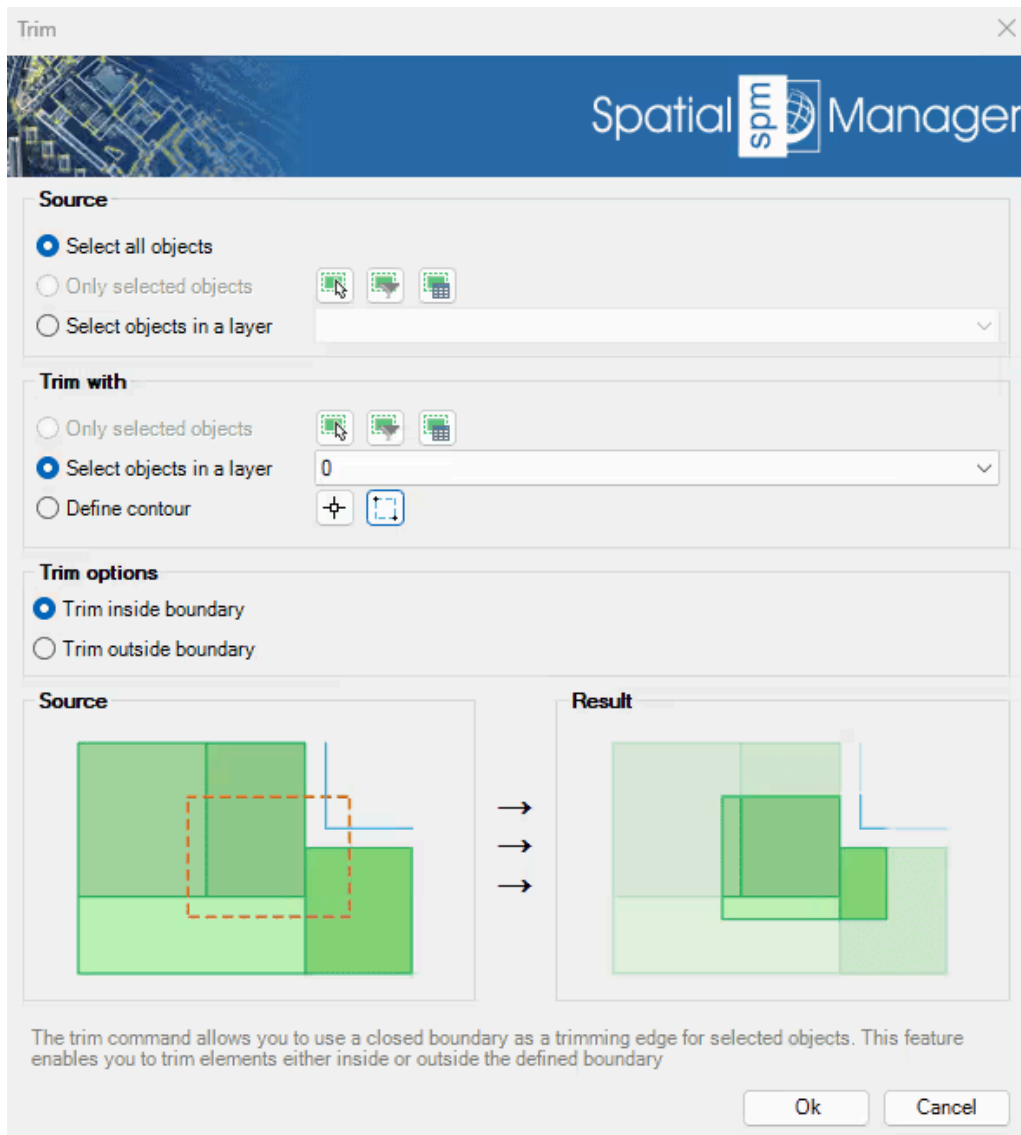 Trim
Spatial spm Manager
Source
Select all objects
Only selected objects
Select objects in a layer
Trim with
Only selected objects
Select objects in a layer 0
Define contour
Trim options
Trim inside boundary
Trim outside boundary
Source Result
The trim command allows you to use a closed boundary as a trimming edge for selected objects. This feature
enables you to trim elements either inside or outside the defined boundary
Ok Cancel